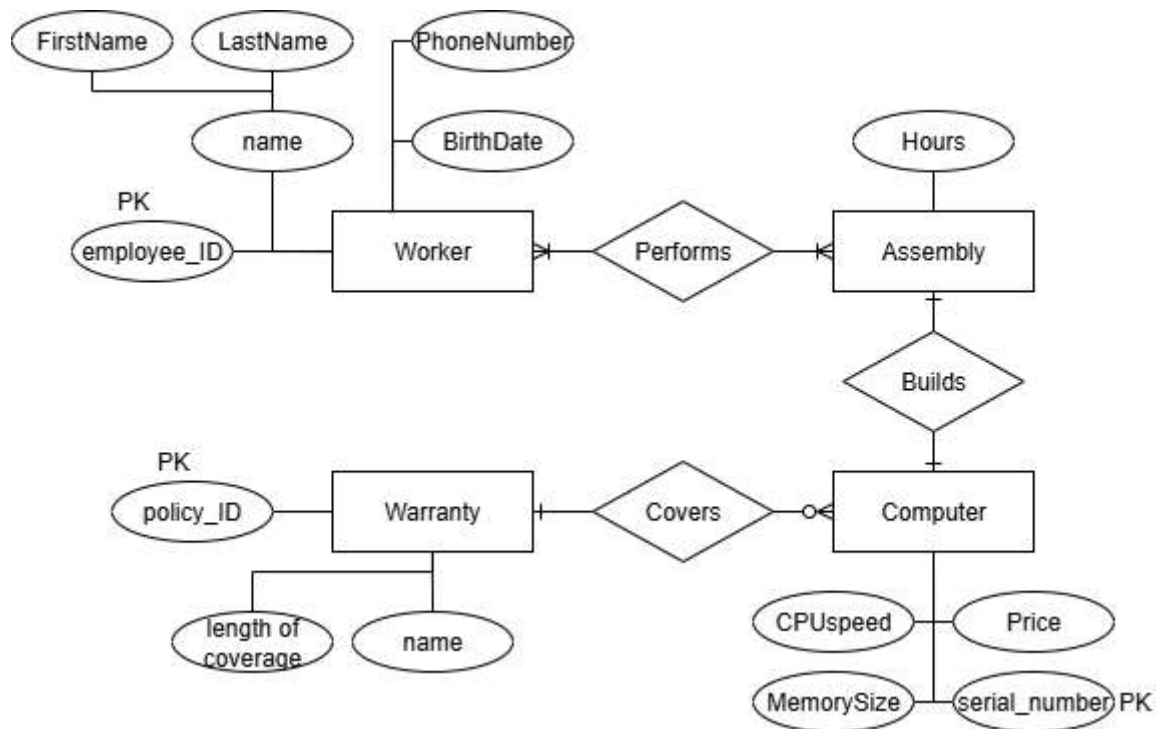 FirstName
LastName
PhoneNumber
name
BirthDate
Hours
PK
employee_ID
Worker
Performs
Assembly
Builds
PK
policy_ID
Warranty
Covers
Computer
length of
coverage
name
CPUspeed
Price
MemorySize
serial_number PK